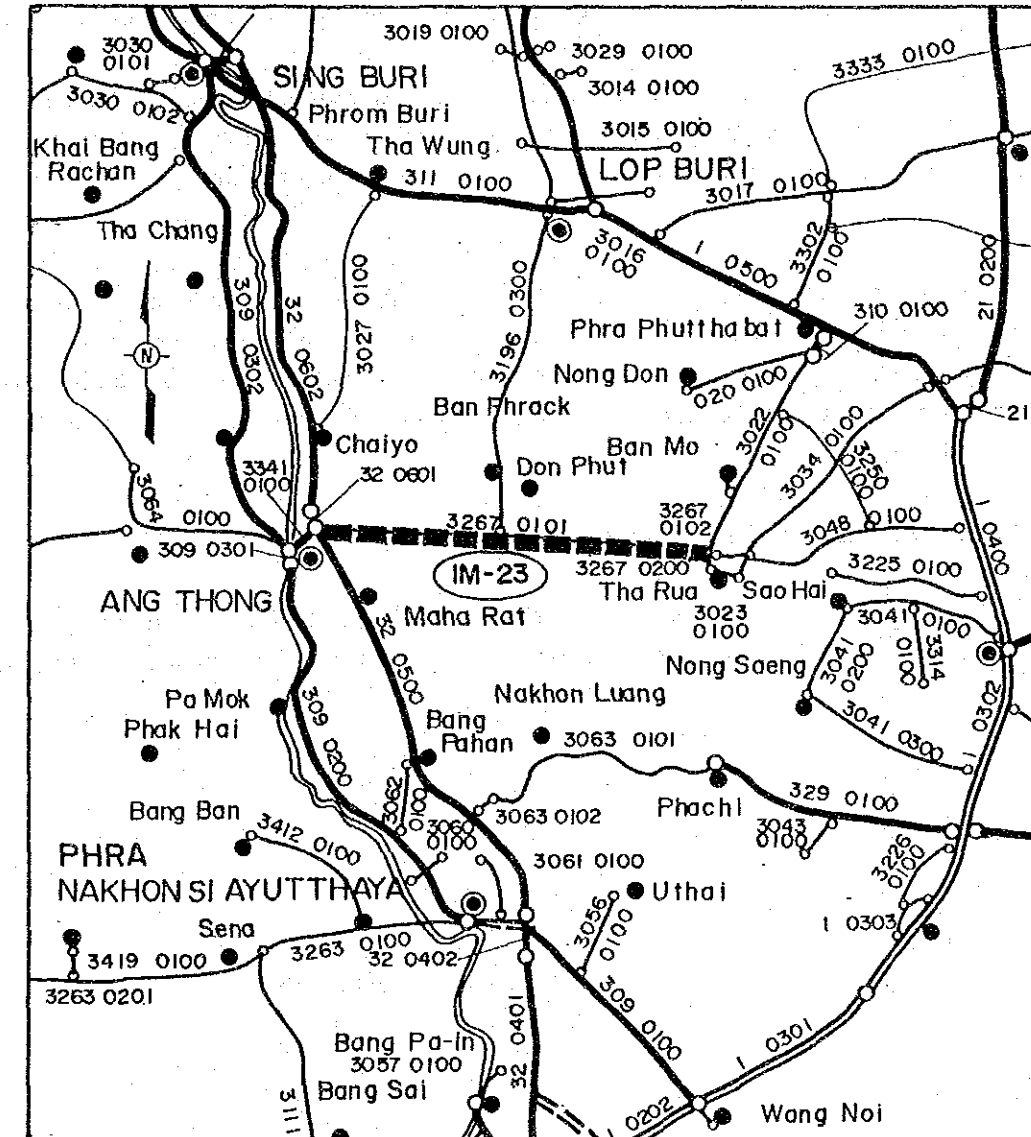 3030
0101
3019 0100
3029 0100
3333 0100
SING BURI
3014 0100
3030 0102
Phrom Buri
3015 0100
Khai Bang
Rachan
Tha Wung
LOP BURI
311 0100
3017 0100
Tha Chang
3016
0100
1 0500
3302
0100
21 0200
309
0302
32
0602
3027 0100
3196 0300
310 0100
Phra Phutthabat
Nong Don
020 0100
N
Ban Phrack
3022
0100
3034 0100
3250
0100
21
Chaiyo
Ban Mo
3341
0100
32 0601
Don Phut
3064
0100
3267 0101
3267
0102
3048 0100
1 0400
309 0301
IM-23
3267 0200
3225 0100
ANG THONG
Tha Rua
Sao Hai
Maha Rat
3023
0100
3041
0100
3314
0100
32 0500
Nong Saeng
3041
0200
Pa Mok
Nakhon Luang
1 0302
Phak Hai
309 0200
Bang
Pahan
3063 0101
3041 0300
Bang Ban
3062
0100
3063 0102
Phachi
329 0100
3412 0100
3060
0100
3043
0100
PHRA
NAKHON SI AYUTTHAYA
3061 0100
3226
0100
Uthai
Sena
3056
0100
1 0303
3419 0100
3263 0100
32 0402
3263 0201
309 0100
32 0401
1 0301
Bang Pa-in
3057 0100
Bang Sai
3111
1 0202
Wang Noi